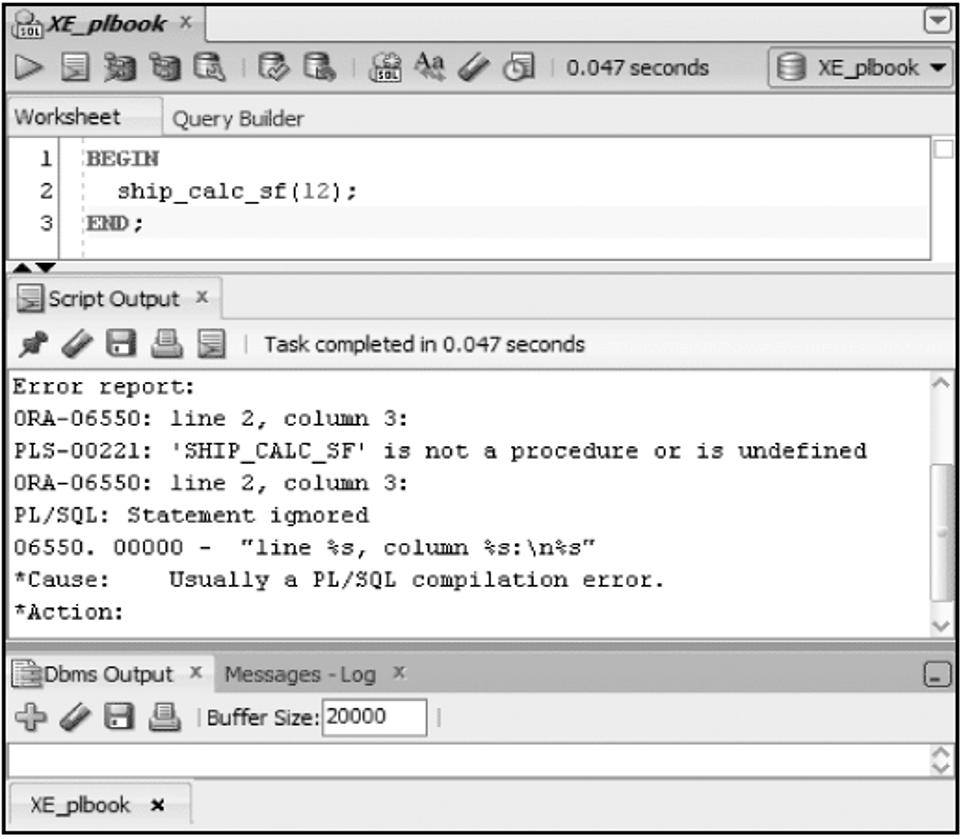 XE_plbook
0.047 seconds XE_plbook
Worksheet Query Builder
1 BEGIN
2 ship_calc_sf(12);
3 END;
Script Output
Task completed in 0.047 seconds
Error report:
ORA-06550: line 2, column 3:
PLS-00221: 'SHIP_CALC_SF' is not a procedure or is undefined
ORA-06550: line 2, column 3:
PL/SQL: Statement ignored
06550. 00000 - "line %s, column %s:\n%s"
*Cause: Usually a PL/SQL compilation error.
*Action:
Dbms Output Messages - Log
Buffer Size: 20000
XE_plbook